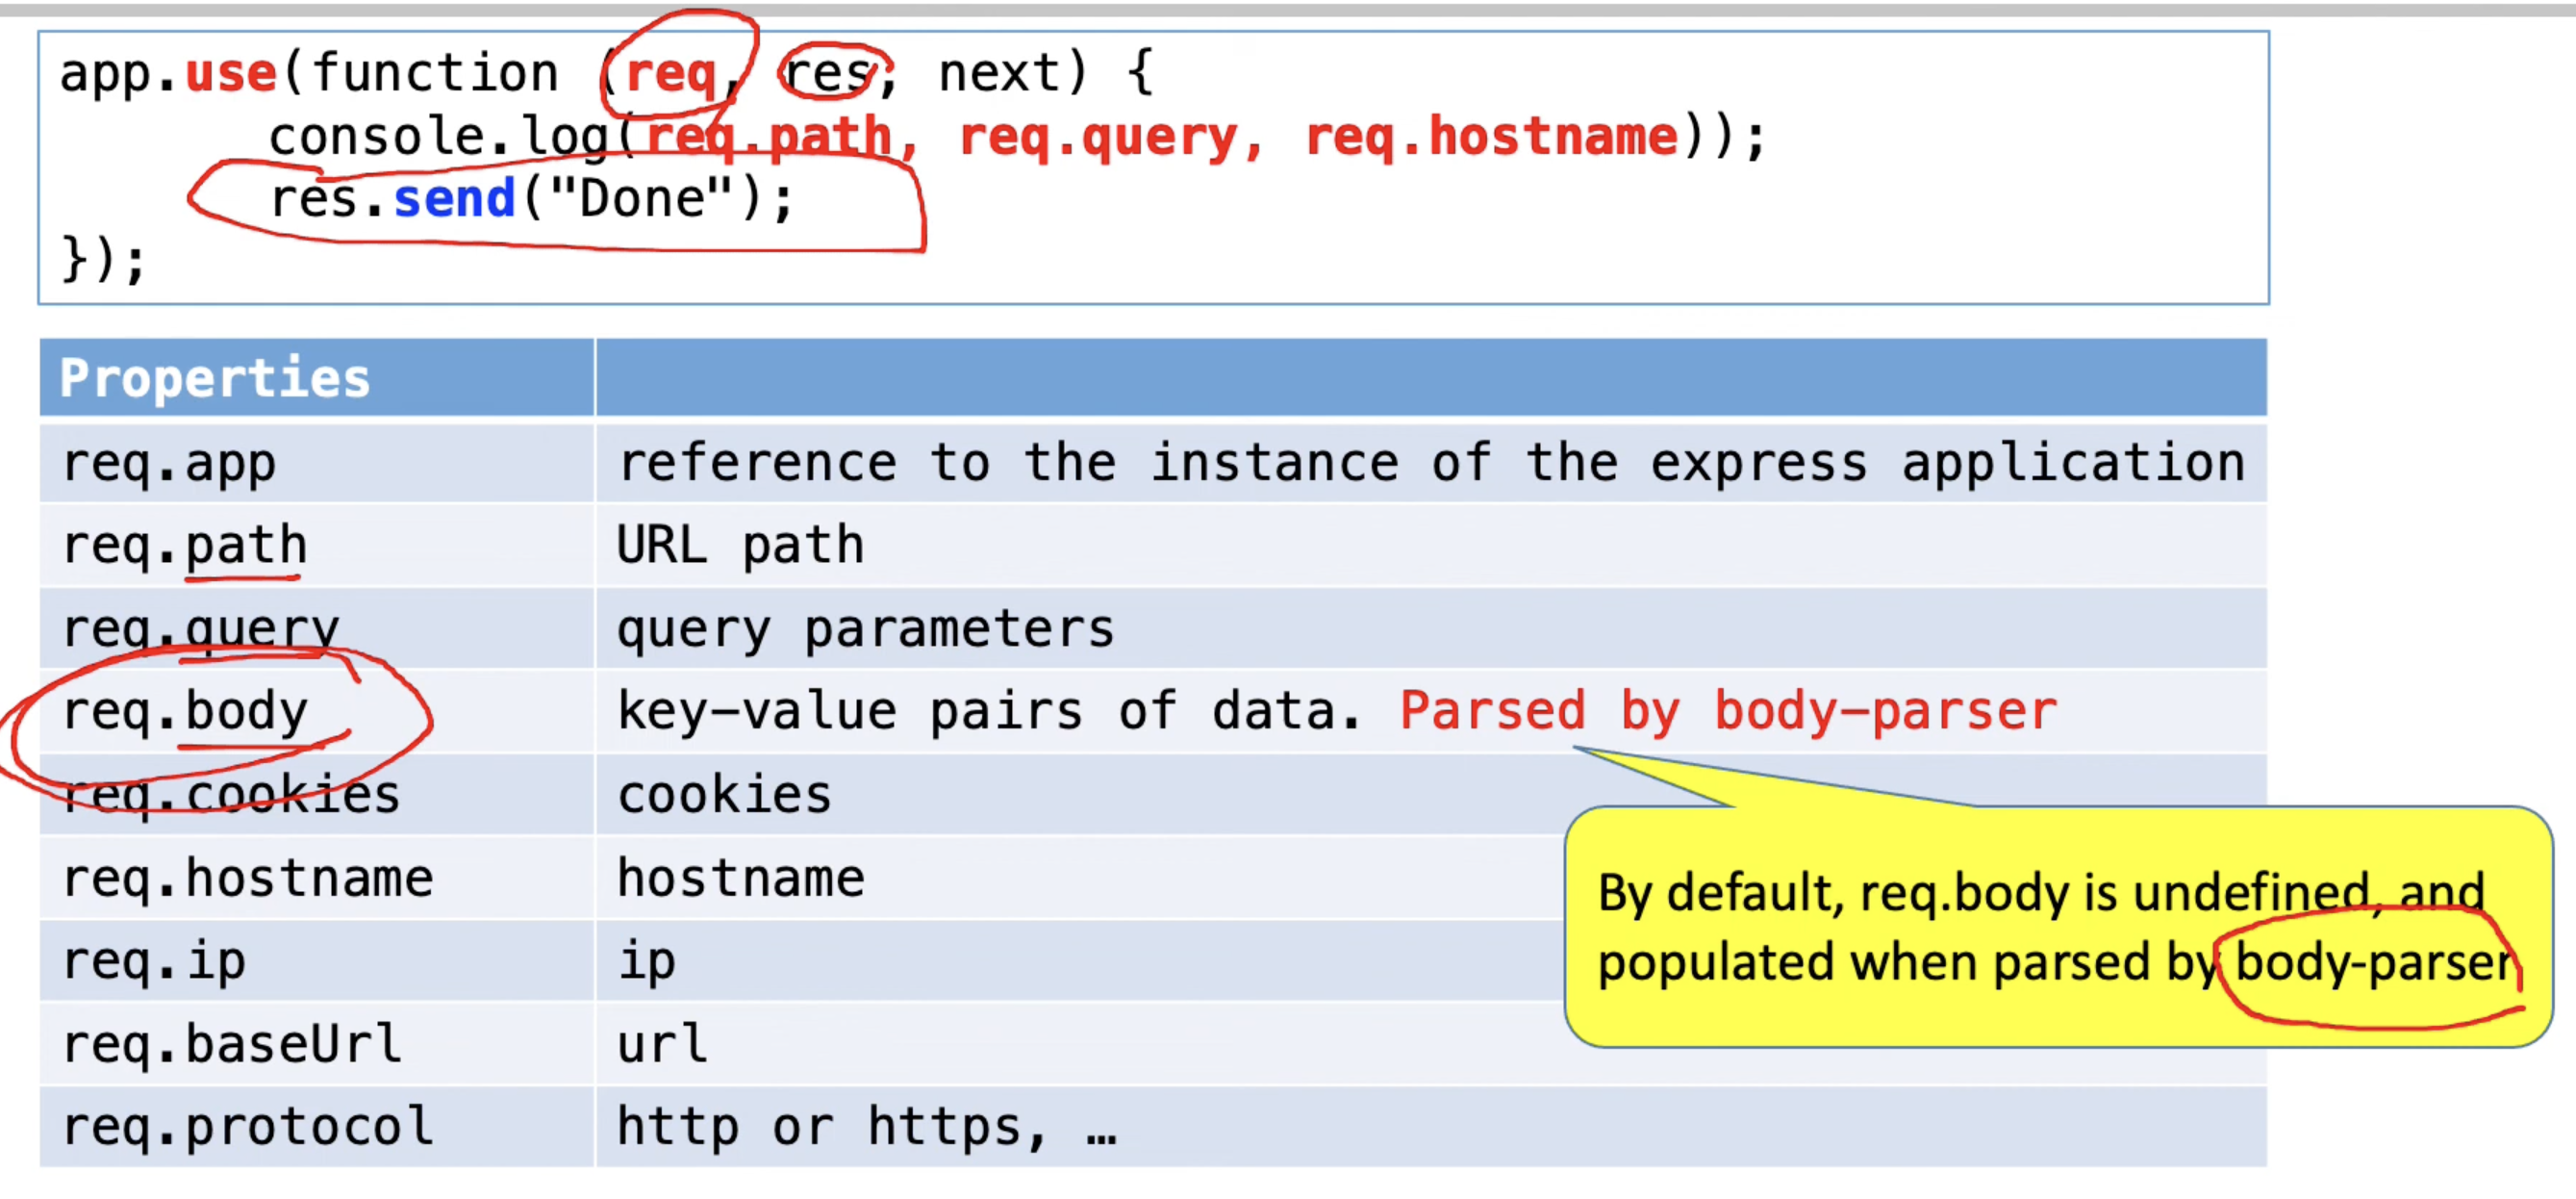 app.use(function (req, res, next) {
console.log(req.path, req.query, req.hostname));
res.send("Done");
});
Properties
req.app reference to the instance of the express application
req.path URL path
req.query query parameters
req.body key-value pairs of data. Parsed by body-parser
req.cookies cookies
req.hostname hostname
req.ip ip
req.baseUrl url
req.protocol http or https, …
By default, req.body is undefined, and
populated when parsed by body-parser